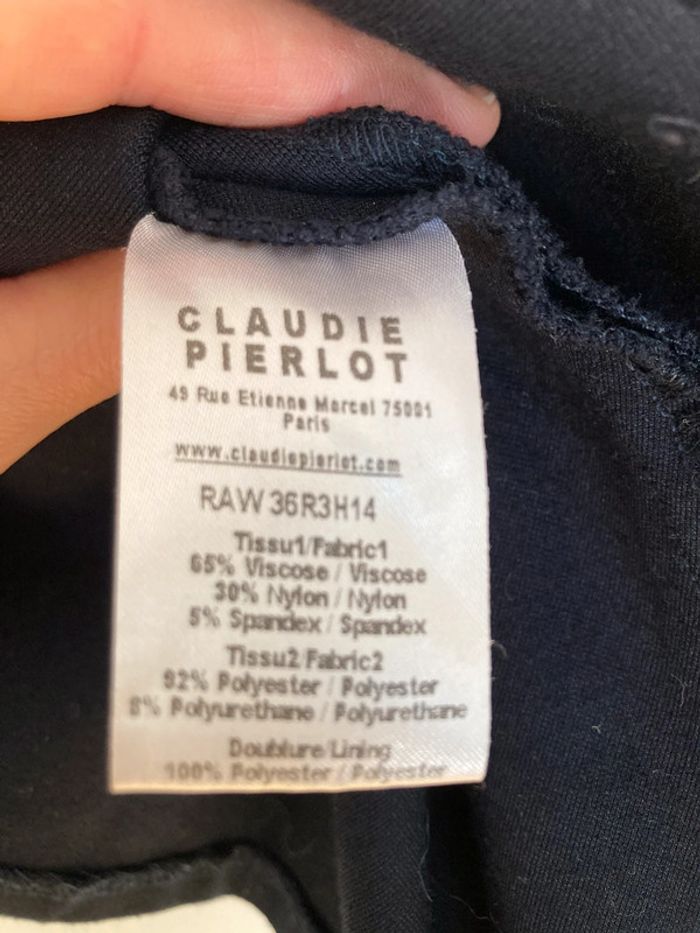 CLAUDIE
PIERLOT
49 Rue Etienne Marcel 75001
Paris
www.claudiepierlot.com
RAW 36R3H14
Tissu1/Fabric1
65% Viscose / Viscose
30% Nylon / Nylon
5% Spandex / Spandex
Tissu2/Fabric2
92% Polyester / Polyester
8% Polyurethane / Polyurethane
Doublure/Lining
100% Polyester / Polyester